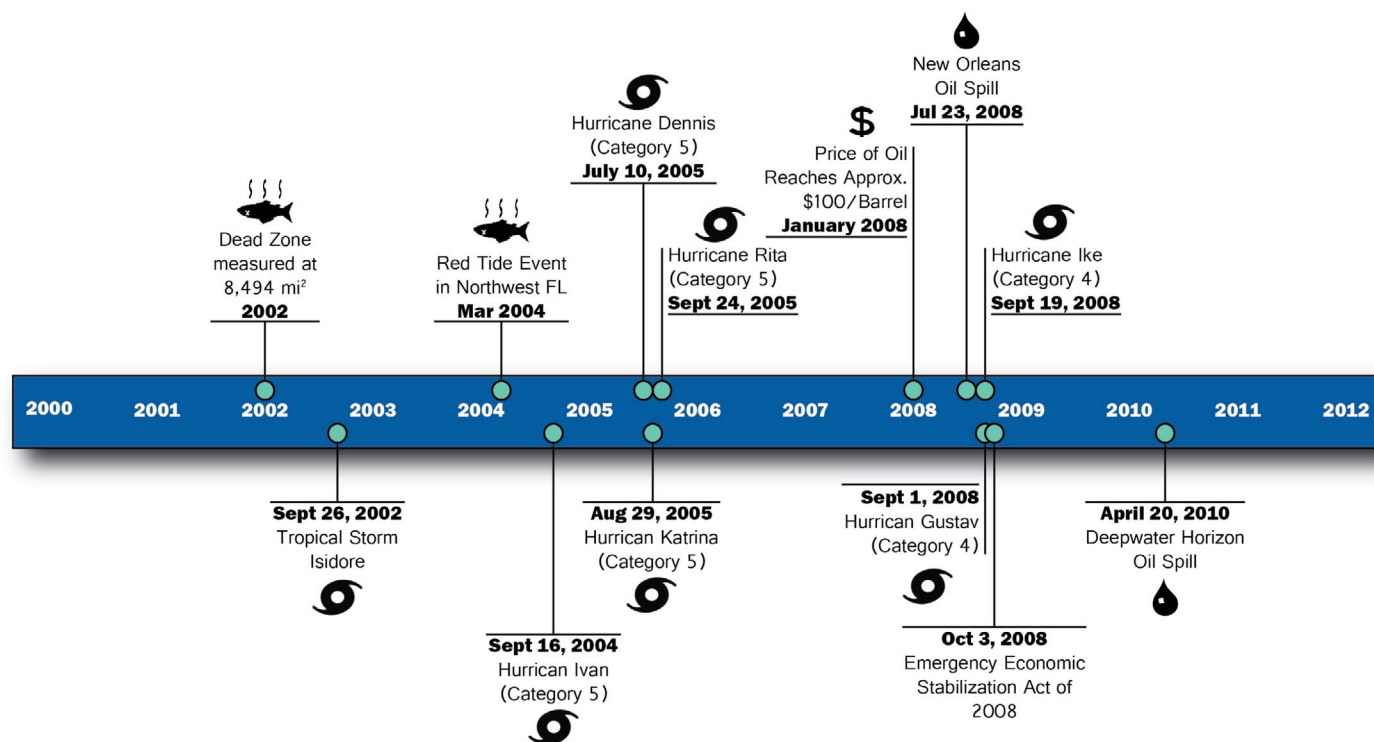 New Orleans
Oil Spill
Jul 23, 2008
Hurricane Dennis
(Category 5)
July 10, 2005
$
Price of Oil
Reaches Approx.
$100/Barrel
January 2008
Dead Zone
measured at
8,494 mi²
2002
Red Tide Event
in Northwest FL
Mar 2004
Hurricane Rita
(Category 5)
Sept 24, 2005
Hurricane Ike
(Category 4)
Sept 19, 2008
2000 2001 2002 2003 2004 2005 2006 2007 2008 2009 2010 2011 2012
Sept 26, 2002
Tropical Storm
Isidore
Sept 16, 2004
Hurrican Ivan
(Category 5)
Aug 29, 2005
Hurrican Katrina
(Category 5)
Sept 1, 2008
Hurrican Gustav
(Category 4)
Oct 3, 2008
Emergency Economic
Stabilization Act of
2008
April 20, 2010
Deepwater Horizon
Oil Spill